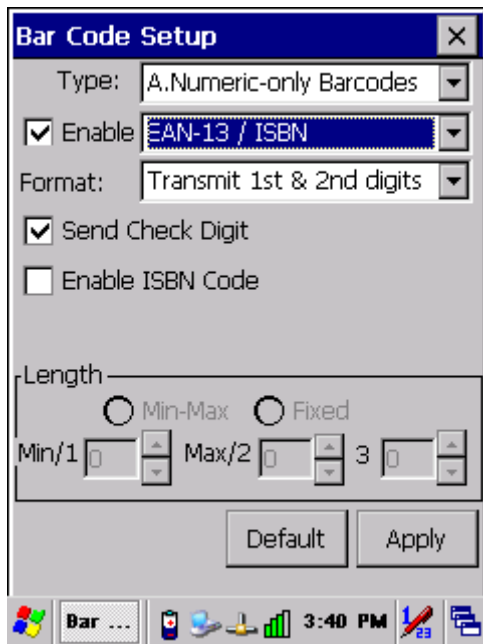 Bar Code Setup
Type: A.Numeric-only Barcodes
Enable EAN-13 / ISBN
Format: Transmit 1st & 2nd digits
Send Check Digit
Enable ISBN Code
Length
Min-Max Fixed
Min/1 0 Max/2 0 3 0
Default Apply
Bar ... 3:40 PM 1/23